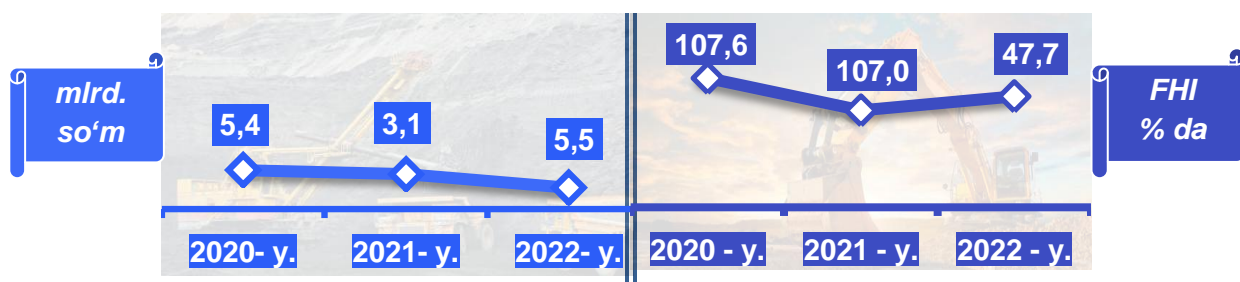 mlrd.
so‘m
5,4
3,1
5,5
2020- y.
2021- y.
2022- y.
107,6
107,0
47,7
2020 - y.
2021 - y.
2022 - y.
FHI
% da